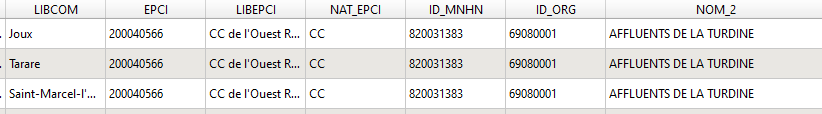 LIBCOM EPCI LIBEPCI NAT_EPCI ID_MNHN ID_ORG NOM_2
Joux 200040566 CC de l'Ouest R... CC 820031383 69080001 AFFLUENTS DE LA TURDINE
Tarare 200040566 CC de l'Ouest R... CC 820031383 69080001 AFFLUENTS DE LA TURDINE
Saint-Marcel-l'... 200040566 CC de l'Ouest R... CC 820031383 69080001 AFFLUENTS DE LA TURDINE